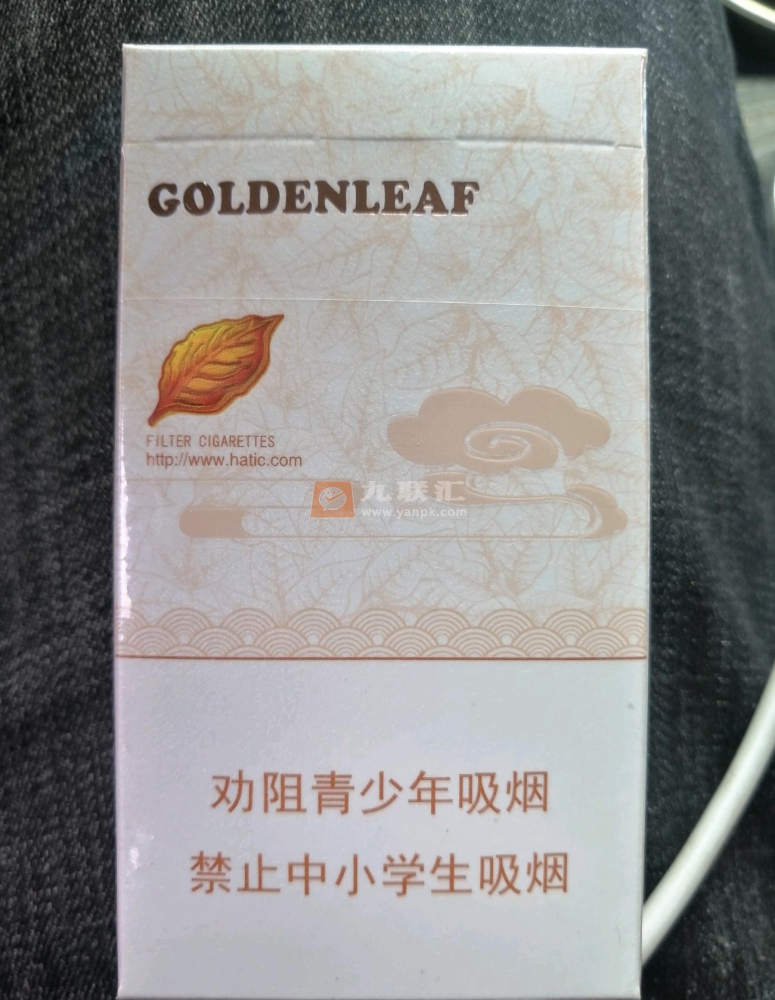 GOLDENLEAF
FILTER CIGARETTES
http://www.hatic.com
九联汇
www.yanpk.com
劝阻青少年吸烟
禁止中小学生吸烟